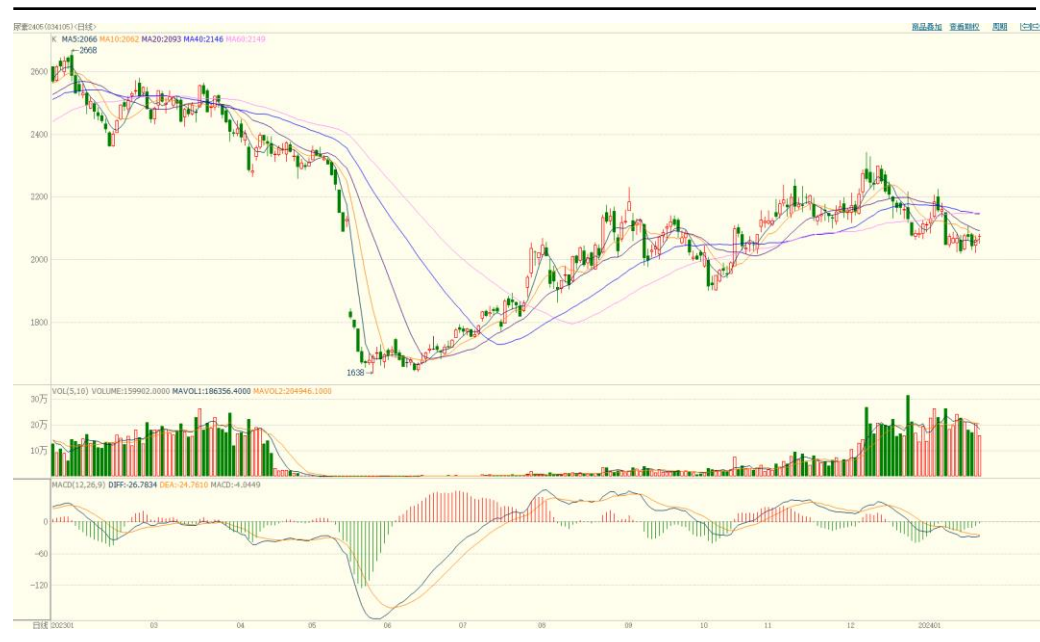 尿素2405(034105)<日线>
商品叠加 查看期权 周期
K MA5:2066 MA10:2062 MA20:2093 MA40:2146 MA60:2149
←2668
2600
2400
2200
2000
1800
1638→
VOL(5,10) VOLUME:159902.0000 MAVOL1:186356.4000 MAVOL2:204946.1000
30万
20万
10万
MACD(12,26,9) DIFF:-26.7834 DEA:-24.7610 MACD:-4.0449
0
-60
-120
日线 202301 03 04 05 06 07 08 09 10 11 12 202401